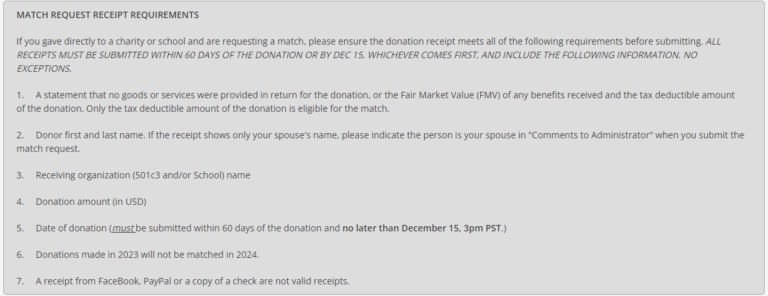 MATCH REQUEST RECEIPT REQUIREMENTS
If you gave directly to a charity or school and are requesting a match, please ensure the donation receipt meets all of the following requirements before submitting. ALL
RECEIPTS MUST BE SUBMITTED WITHIN 60 DAYS OF THE DONATION OR BY DEC 15, WHICHEVER COMES FIRST, AND INCLUDE THE FOLLOWING INFORMATION. NO
EXCEPTIONS.
1. A statement that no goods or services were provided in return for the donation, or the Fair Market Value (FMV) of any benefits received and the tax deductible amount
of the donation. Only the tax deductible amount of the donation is eligible for the match.
2. Donor first and last name. If the receipt shows only your spouse's name, please indicate the person is your spouse in "Comments to Administrator" when you submit the
match request.
3. Receiving organization (501c3 and/or School) name
4. Donation amount (in USD)
5. Date of donation (must be submitted within 60 days of the donation and no later than December 15, 3pm PST.)
6. Donations made in 2023 will not be matched in 2024.
7. A receipt from FaceBook, PayPal or a copy of a check are not valid receipts.